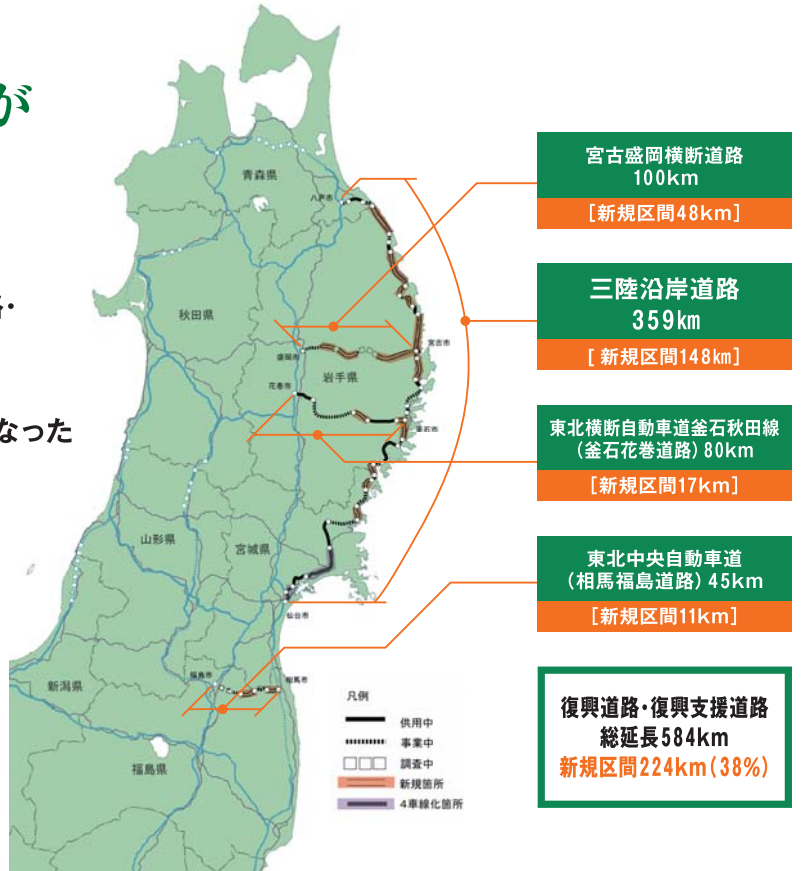 が
路・
なった
青森県
八戸市
秋田県
盛岡市
宮古市
岩手県
花巻市
釜石市
山形県
宮城県
仙台市
新潟県
福島市
相馬市
福島県
凡例
供用中
事業中
調査中
新規箇所
4車線化箇所
宮古盛岡横断道路
100km
[新規区間48km]
三陸沿岸道路
359km
[新規区間148km]
東北横断自動車道釜石秋田線
(釜石花巻道路)80km
[新規区間17km]
東北中央自動車道
(相馬福島道路)45km
[新規区間11km]
復興道路・復興支援道路
総延長584km
新規区間224km(38%)